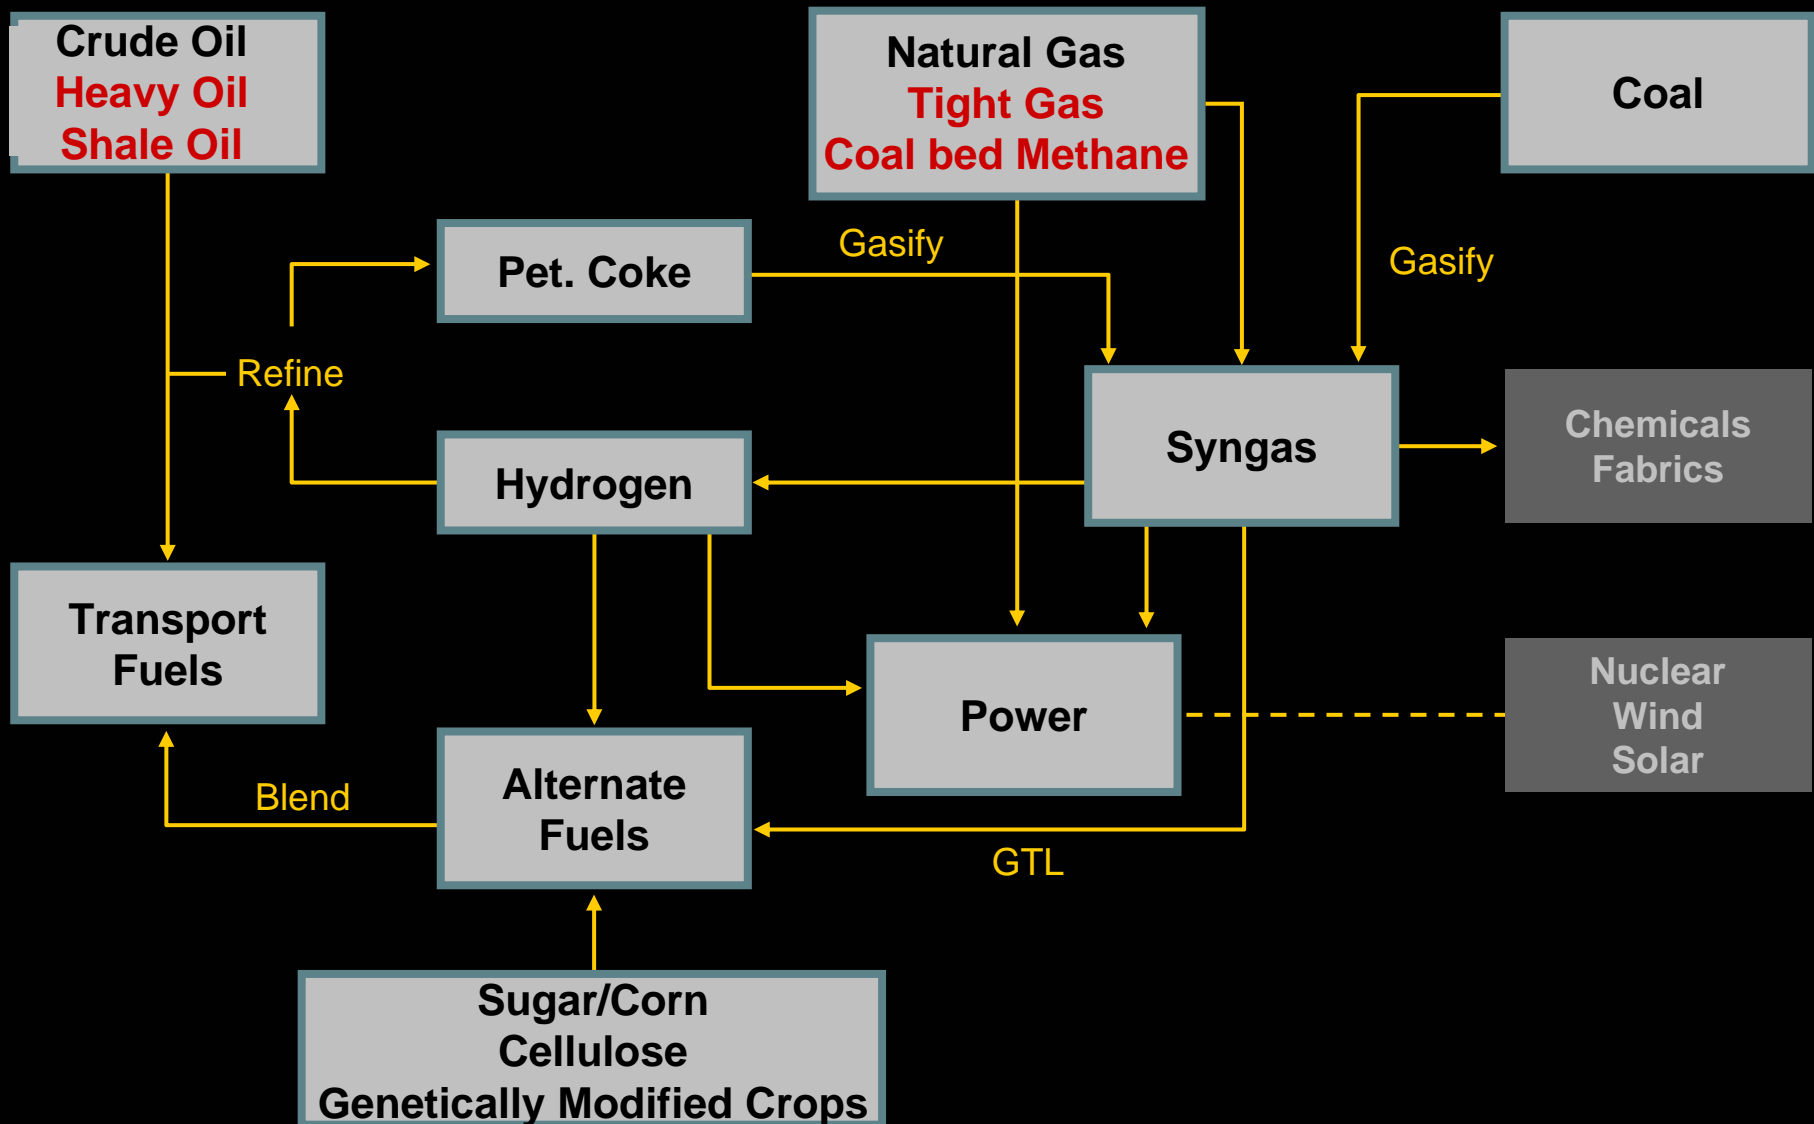 Crude Oil
Heavy Oil
Shale Oil
Natural Gas
Tight Gas
Coal bed Methane
Coal
Pet. Coke
Gasify
Gasify
Refine
Hydrogen
Syngas
Chemicals
Fabrics
Transport
Fuels
Power
Nuclear
Wind
Solar
Blend
Alternate
Fuels
GTL
Sugar/Corn
Cellulose
Genetically Modified Crops